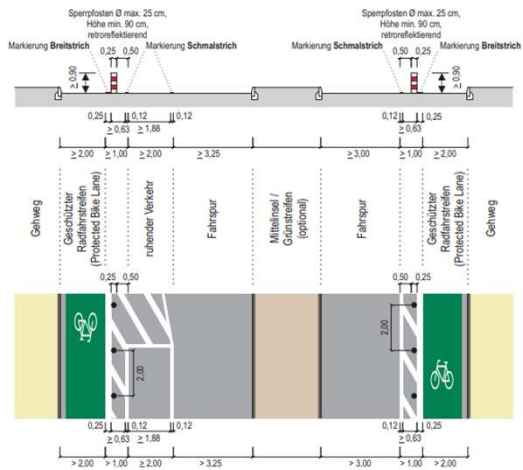 Sperrpfosten Ø max. 25 cm,
Höhe min. 90 cm,
retroreflektierend
0,25 0,50
Markierung Breitstrich
Markierung Schmalstrich
≥ 0,90
Sperrpfosten Ø max. 25 cm,
Höhe min. 90 cm,
retroreflektierend
0,50 0,25
Markierung Schmalstrich
Markierung Breitstrich
≥ 0,90
0,25 0,12 0,12 0,12 0,25
≥ 0,63 ≥ 1,88 ≥ 0,63
≥ 2,00 ≥ 1,00 ≥ 2,00 ≥ 3,25 ≥ 3,00 ≥ 1,00 ≥ 2,00
Gehweg
Geschützter
Radfahrstreifen
(Protected Bike Lane)
ruhender Verkehr
Fahrspur
Mittelinsel /
Grünstreifen
(optional)
Fahrspur
Geschützter
Radfahrstreifen
(Protected Bike Lane)
Gehweg
0,25 0,50
0,50 0,25
2,00
2,00
0,25 0,12 0,12 0,12 0,25
≥ 0,63 ≥ 1,88 ≥ 0,63
> 2,00 > 1,00 ≥ 2,00 > 3,25 > 3,00 > 1,00 > 2,00